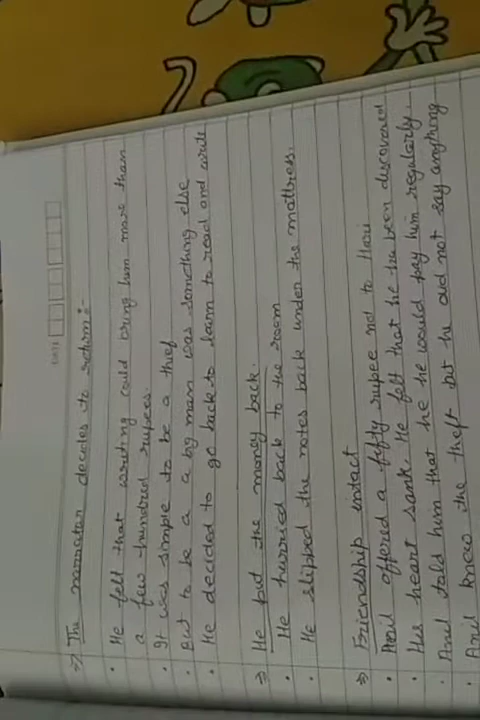 DATE
⇒ The narrator decides to return:-
• He felt that writing could bring him more than
a few hundred rupees.
• It was simple to be a thief
• But to be a a big man was something else
• He decided to go back to learn to read and write
⇒ He put the money back.
• He hurried back to the room
• He slipped the notes back under the mattress.
⇒ Friendship intact
• Anil offered a fifty rupee not to Hari
• His heart sank. He felt that he ha been discovered
• Anil told him that he he would pay him regularly.
• Anil knew the theft but he did not say anything